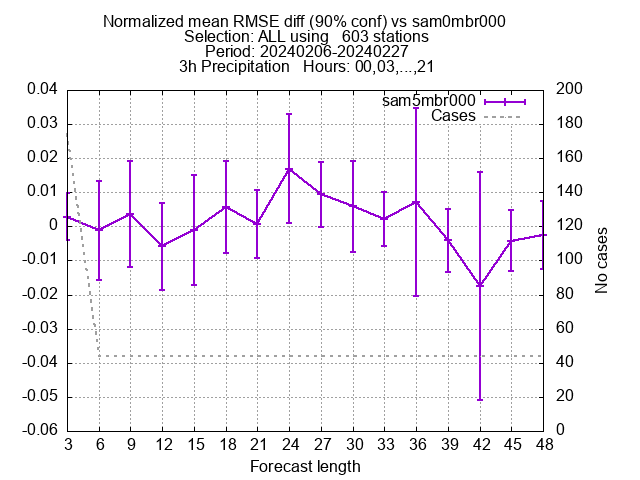 Normalized mean RMSE diff (90% conf) vs sam0mbr000
Selection: ALL using   603 stations
Period: 20240206-20240227
3h Precipitation   Hours: 00,03,...,21
sam5mbr000
Cases
0.04
0.03
0.02
0.01
0
-0.01
-0.02
-0.03
-0.04
-0.05
-0.06
200
180
160
140
120
100
80
60
40
20
0
No cases
3 6 9 12 15 18 21 24 27 30 33 36 39 42 45 48
Forecast length